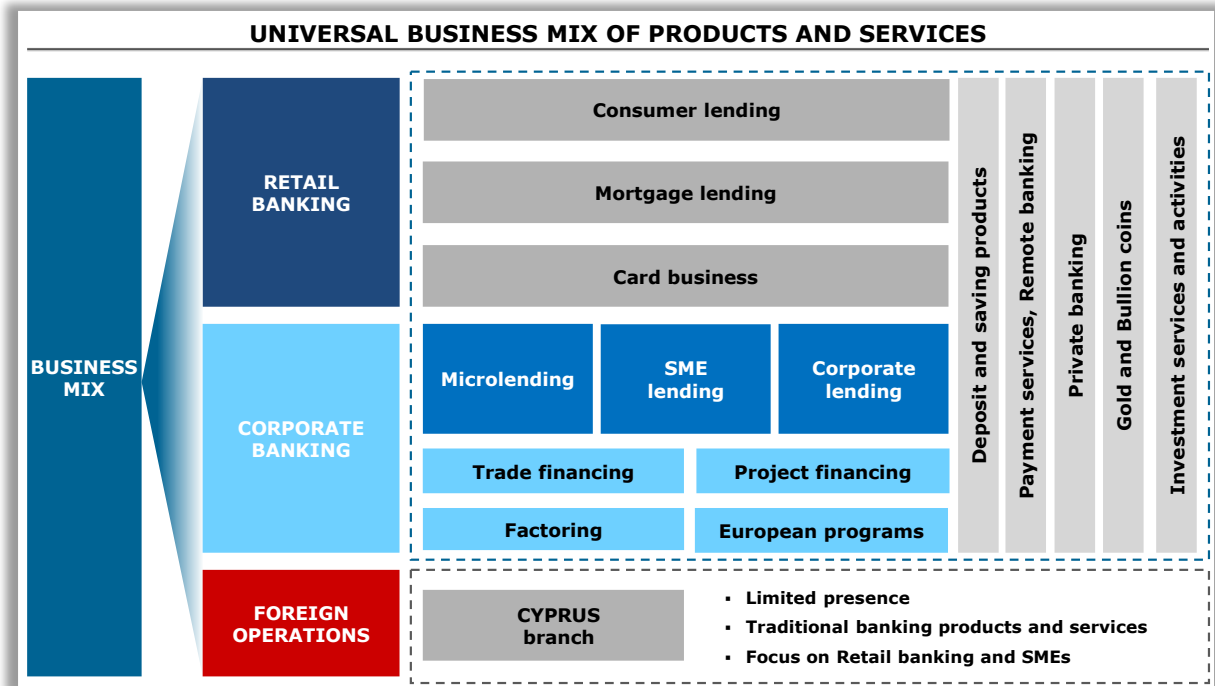 UNIVERSAL BUSINESS MIX OF PRODUCTS AND SERVICES
BUSINESS
MIX
RETAIL
BANKING
Consumer lending
Mortgage lending
Card business
CORPORATE
BANKING
Microlending
SME
lending
Corporate
lending
Trade financing
Project financing
Factoring
European programs
Deposit and saving products
Payment services, Remote banking
Private banking
Gold and Bullion coins
Investment services and activities
FOREIGN
OPERATIONS
CYPRUS
branch
▪ Limited presence
▪ Traditional banking products and services
▪ Focus on Retail banking and SMEs